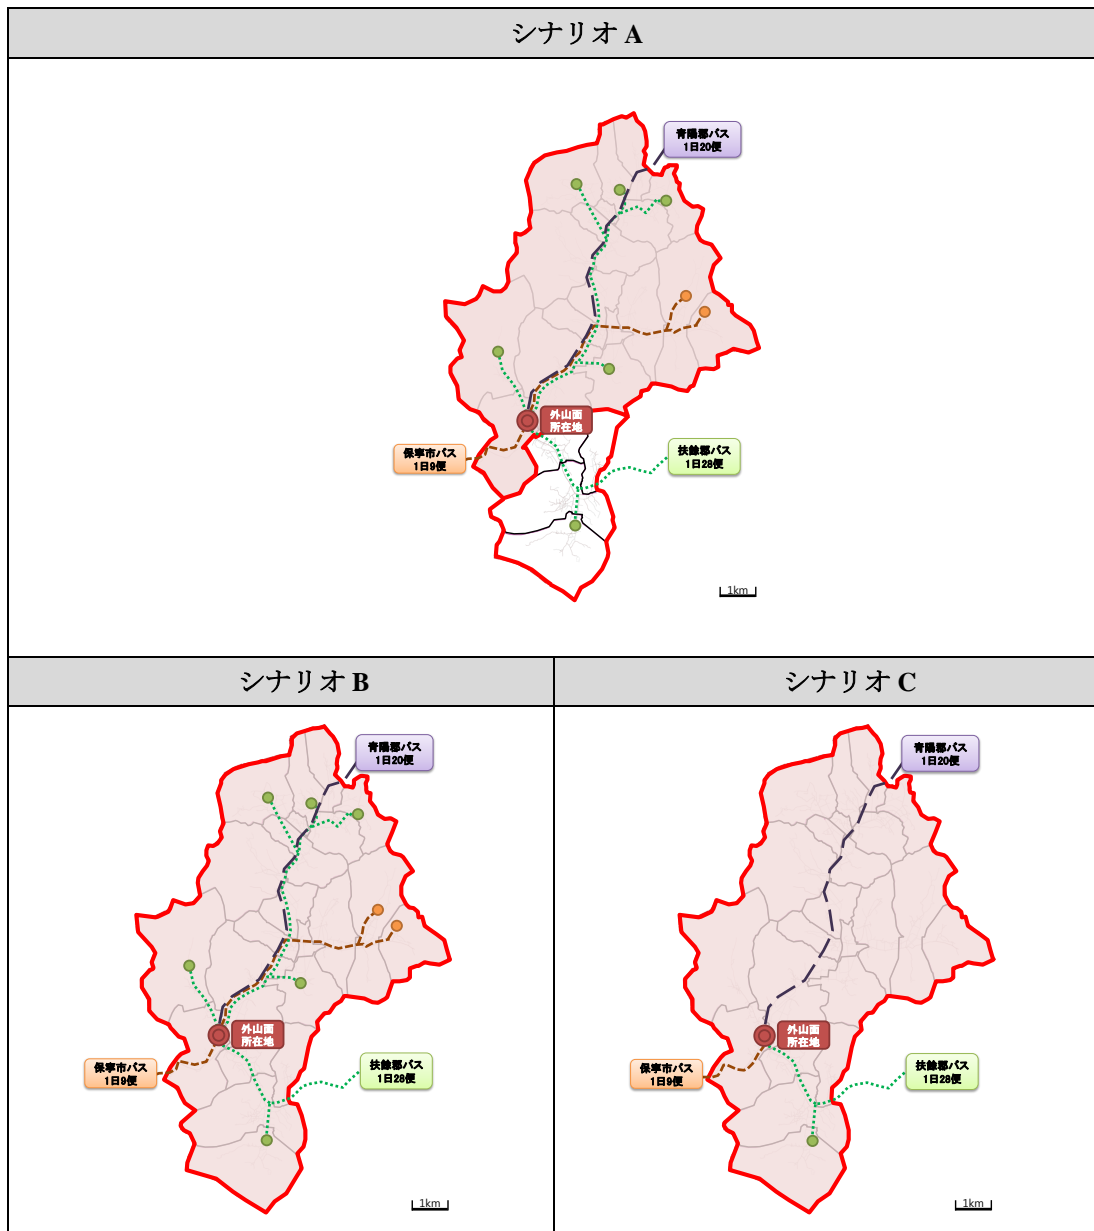 シナリオ A
青陽郡バス
1日20便
外山面
所在地
保寧市バス
1日9便
扶餘郡バス
1日28便
1km
シナリオ B
青陽郡バス
1日20便
外山面
所在地
保寧市バス
1日9便
扶餘郡バス
1日28便
1km
シナリオ C
青陽郡バス
1日20便
外山面
所在地
保寧市バス
1日9便
扶餘郡バス
1日28便
1km